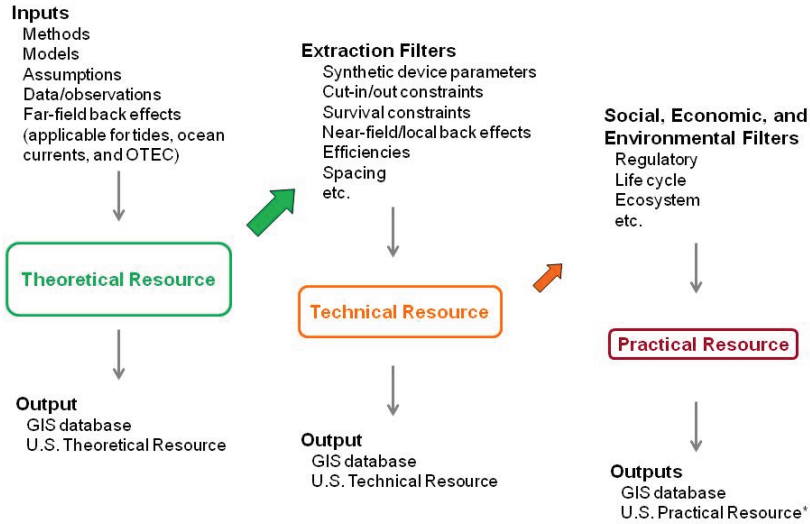 Inputs
Methods
Models
Assumptions
Data/observations
Far-field back effects
(applicable for tides, ocean
currents, and OTEC)
Theoretical Resource
Output
GIS database
U.S. Theoretical Resource
Extraction Filters
Synthetic device parameters
Cut-in/out constraints
Survival constraints
Near-field/local back effects
Efficiencies
Spacing
etc.
Technical Resource
Output
GIS database
U.S. Technical Resource
Social, Economic, and
Environmental Filters
Regulatory
Life cycle
Ecosystem
etc.
Practical Resource
Outputs
GIS database
U.S. Practical Resource*